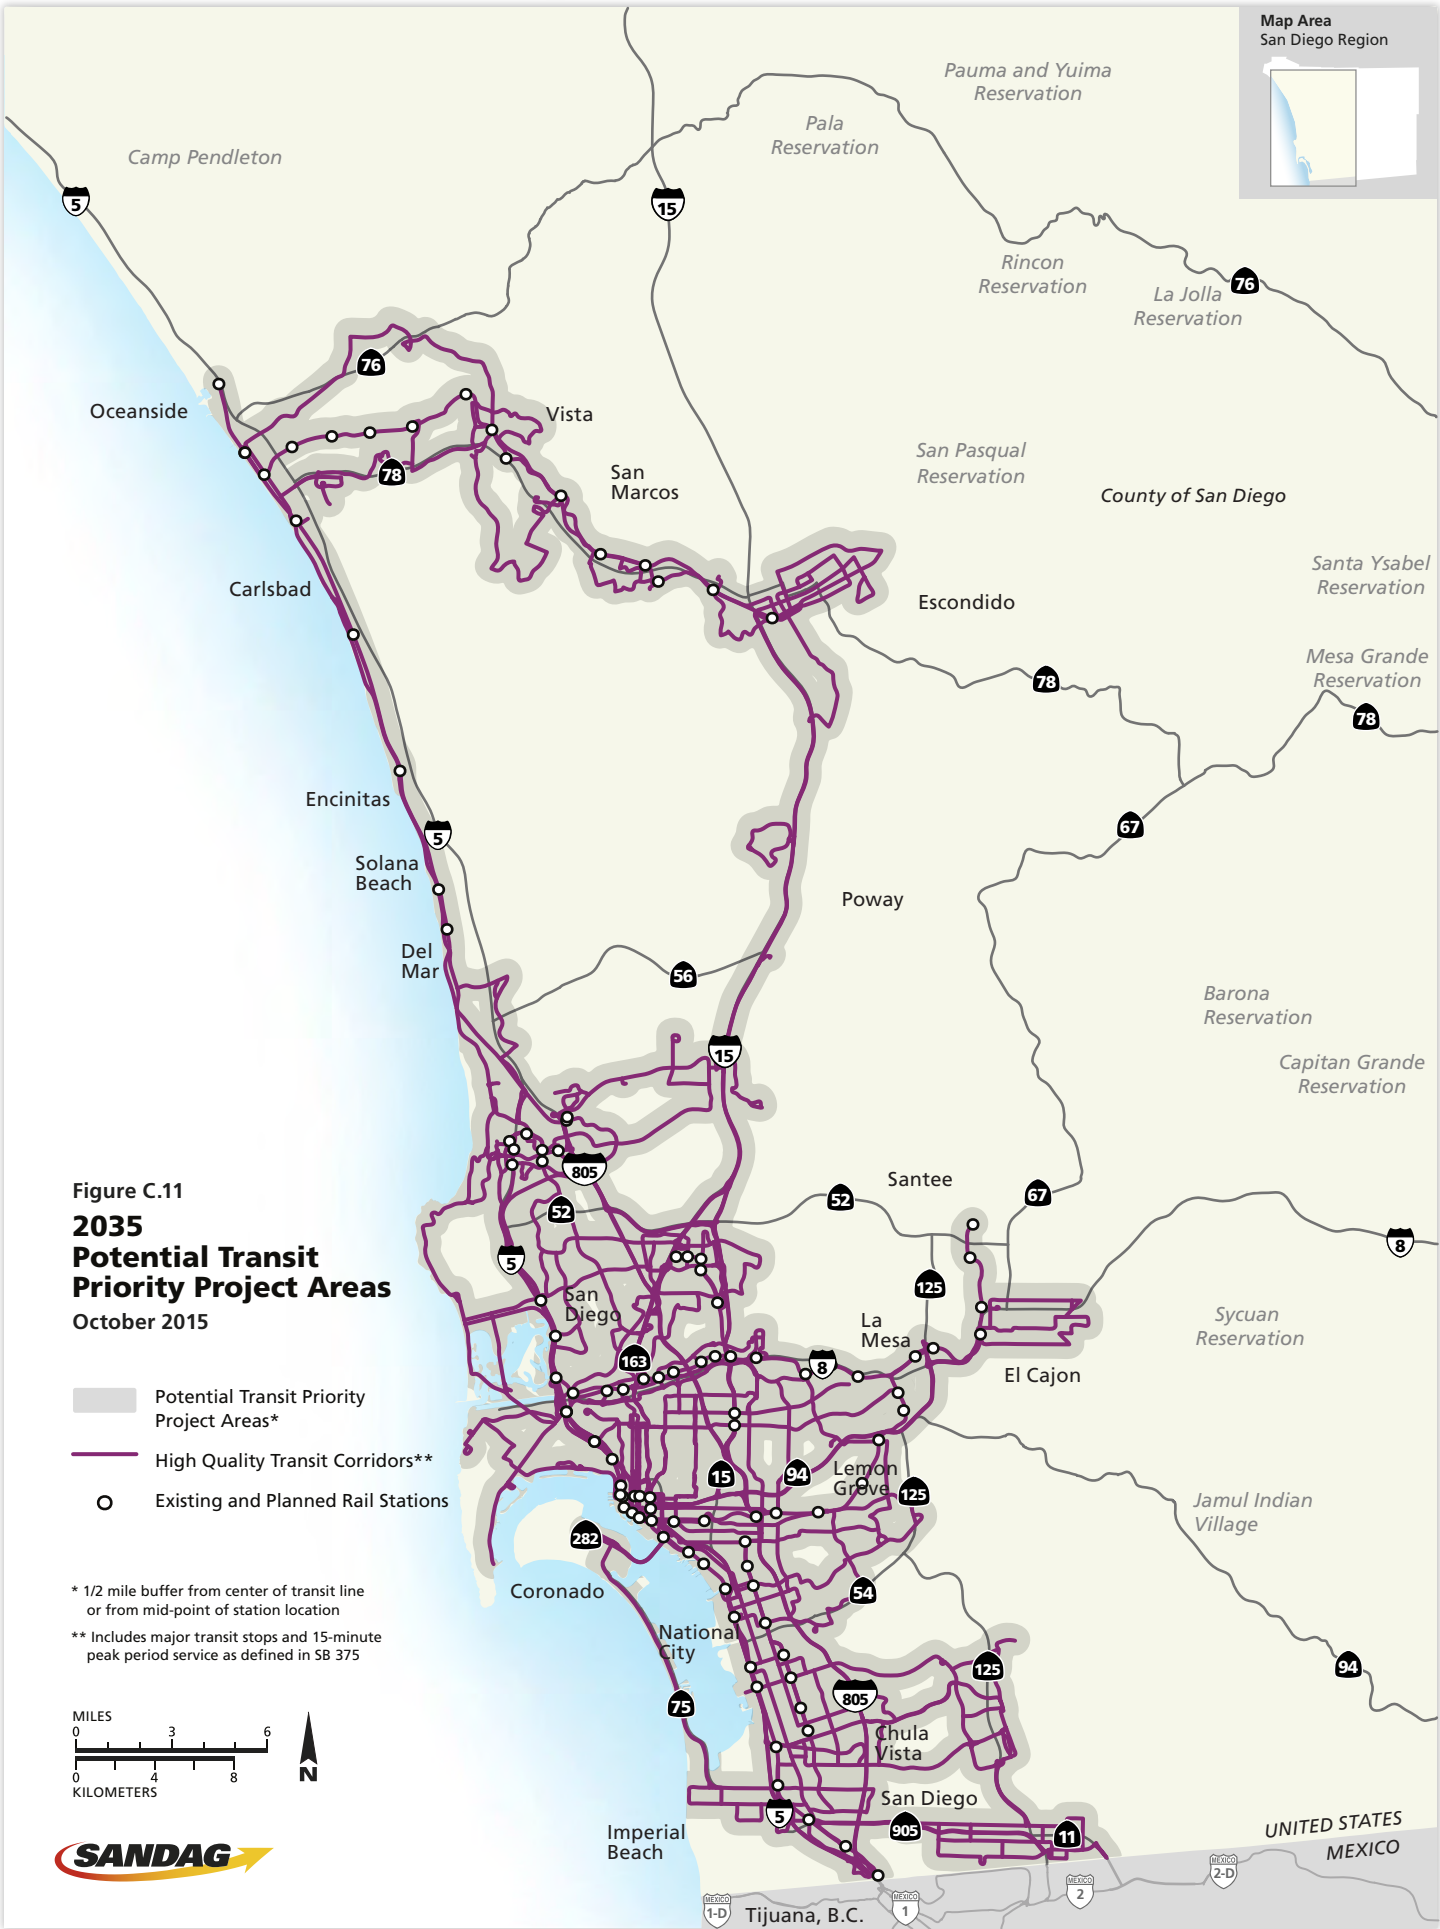 Map Area
San Diego Region
Pauma and Yuima
Reservation
Pala
Reservation
Camp Pendleton
5
15
Rincon
Reservation
La Jolla
Reservation
76
76
Oceanside
Vista
78
San
Marcos
San Pasqual
Reservation
County of San Diego
Santa Ysabel
Reservation
Carlsbad
Escondido
Mesa Grande
Reservation
78
78
Encinitas
5
67
Solana
Beach
Poway
Del
Mar
56
Barona
Reservation
15
Capitan Grande
Reservation
805
Santee
52
52
67
8
5
125
San
Diego
La
Mesa
Sycuan
Reservation
163
8
El Cajon
Figure C.11
2035
Potential Transit
Priority Project Areas
October 2015
Potential Transit Priority
Project Areas*
High Quality Transit Corridors**
Existing and Planned Rail Stations
15
94
Lemon
Grove
125
Jamul Indian
Village
282
Coronado
54
* 1/2 mile buffer from center of transit line
or from mid-point of station location
** Includes major transit stops and 15-minute
peak period service as defined in SB 375
National
City
125
94
805
75
Chula
Vista
MILES
0 3 6
0 4 8
KILOMETERS
N
San Diego
5
905
11
Imperial
Beach
UNITED STATES
MEXICO
SANDAG
MEXICO
2-D
MEXICO
2
MEXICO
1-D
MEXICO
1
Tijuana, B.C.